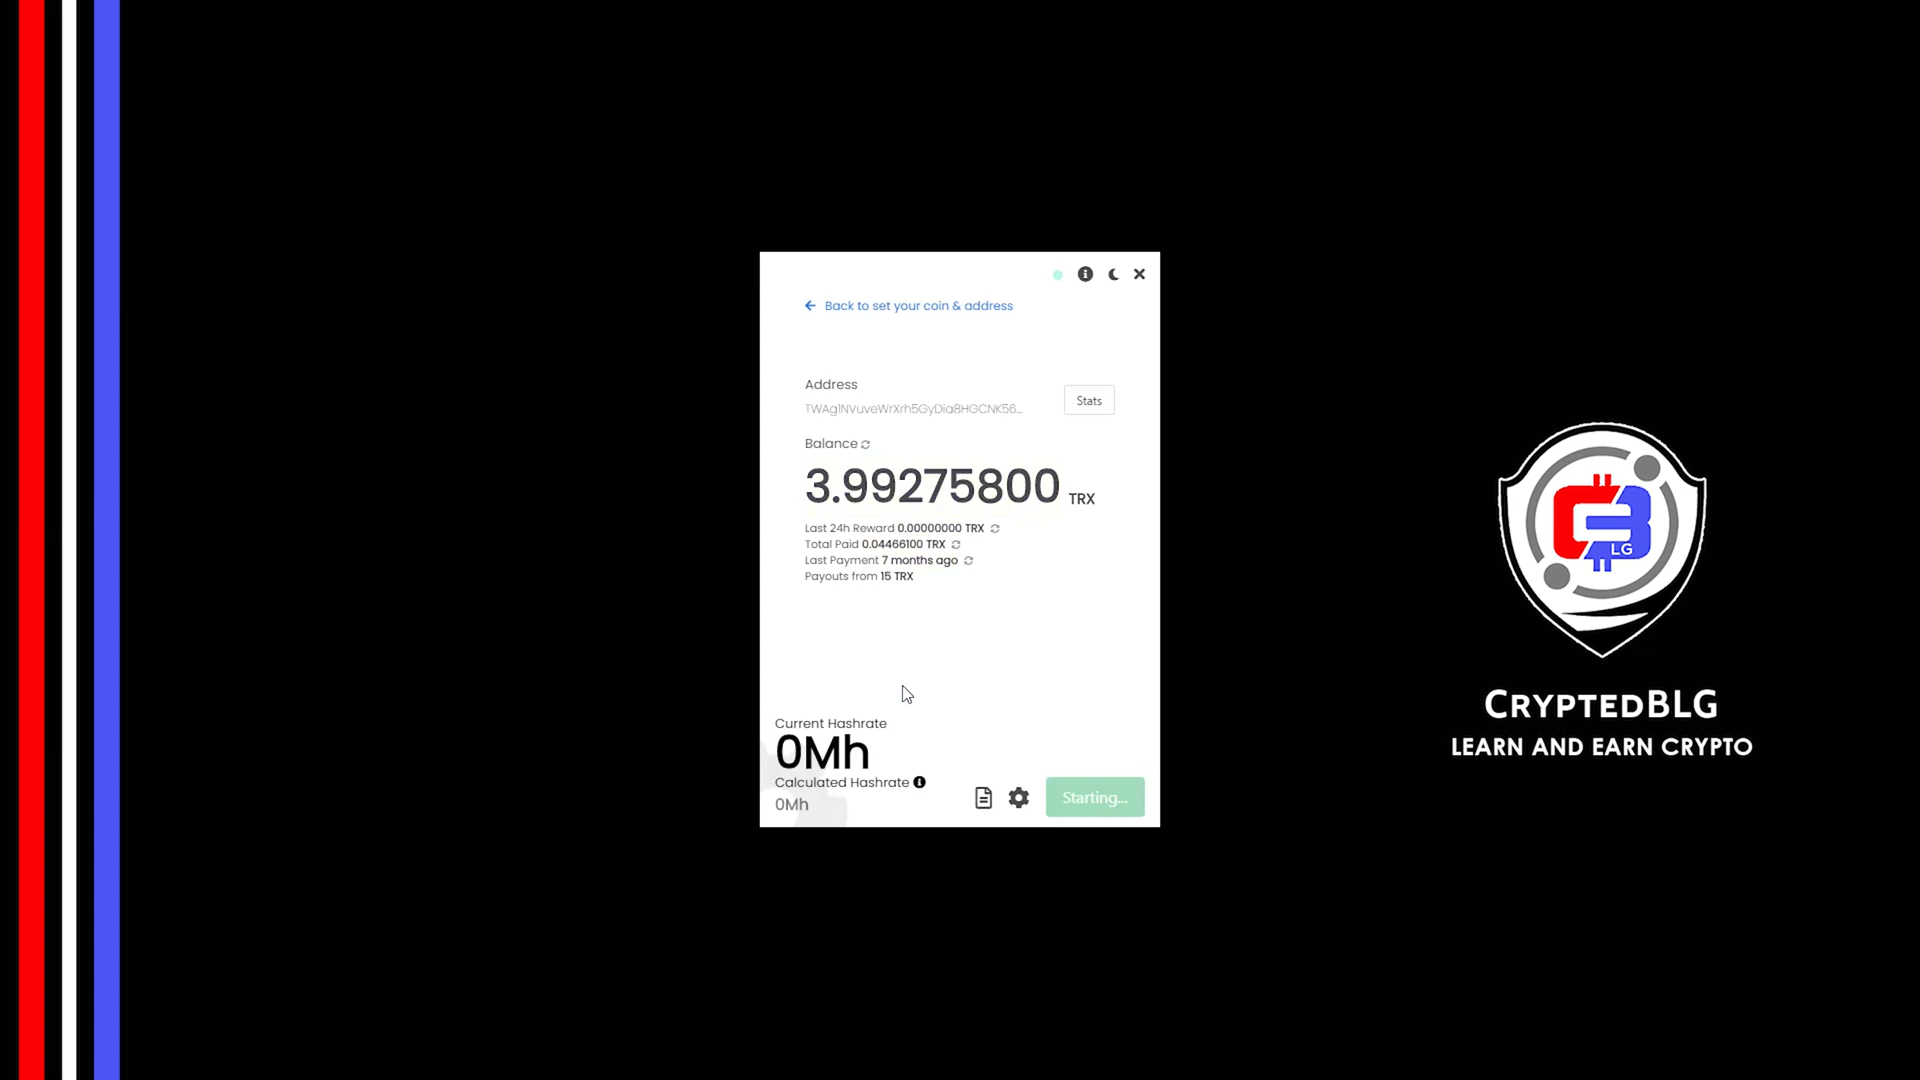 Back to set your coin & address
Address
TWAg1NVuveWrXrh5GyDia8HGCNK56...
Stats
Balance
3.99275800 TRX
Last 24h Reward 0.00000000 TRX
Total Paid 0.04466100 TRX
Last Payment 7 months ago
Payouts from 15 TRX
Current Hashrate
0Mh
Calculated Hashrate
0Mh
Starting...
LG
CRYPTEDBLG
LEARN AND EARN CRYPTO